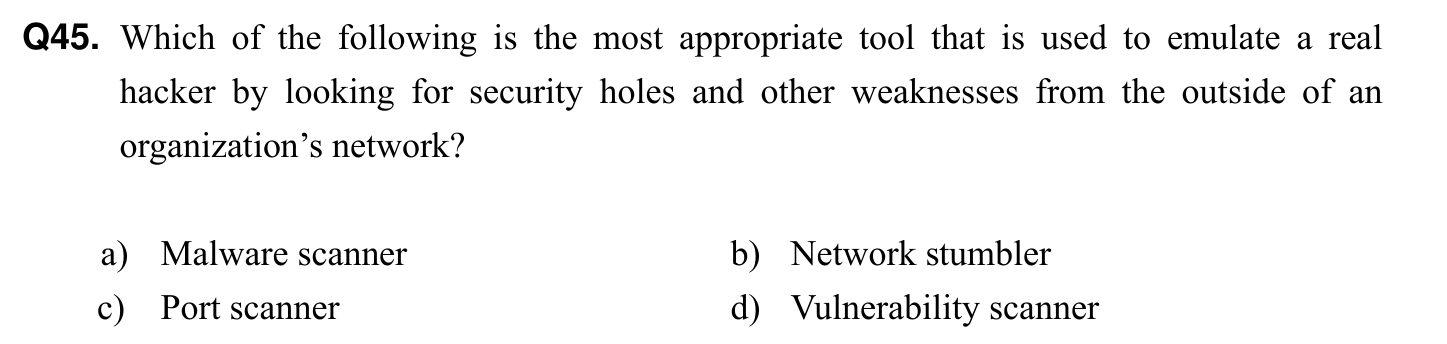 Q45. Which of the following is the most appropriate tool that is used to emulate a real
hacker by looking for security holes and other weaknesses from the outside of an
organization’s network?
a) Malware scanner b) Network stumbler
c) Port scanner d) Vulnerability scanner